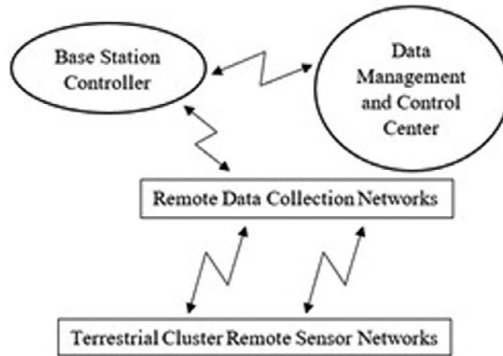 Base Station
Controller
Data
Management
and Control
Center
Remote Data Collection Networks
Terrestrial Cluster Remote Sensor Networks